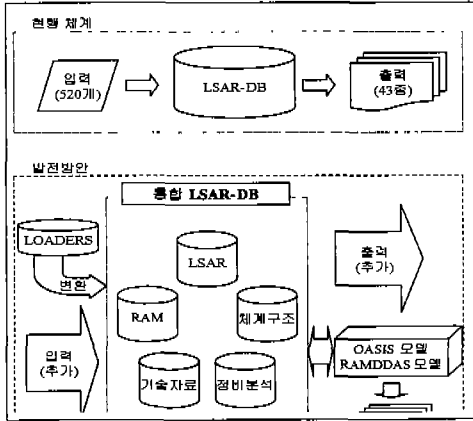 현행 체계
입력
(520개)
LSAR-DB
출력
(43종)
발전방안
통합 LSAR-DB
LOADERS
변환
LSAR
RAM
체계구조
기술자료
정비분석
입력
(추가)
출력
(추가)
OASIS 모델
RAMDDAS 모델